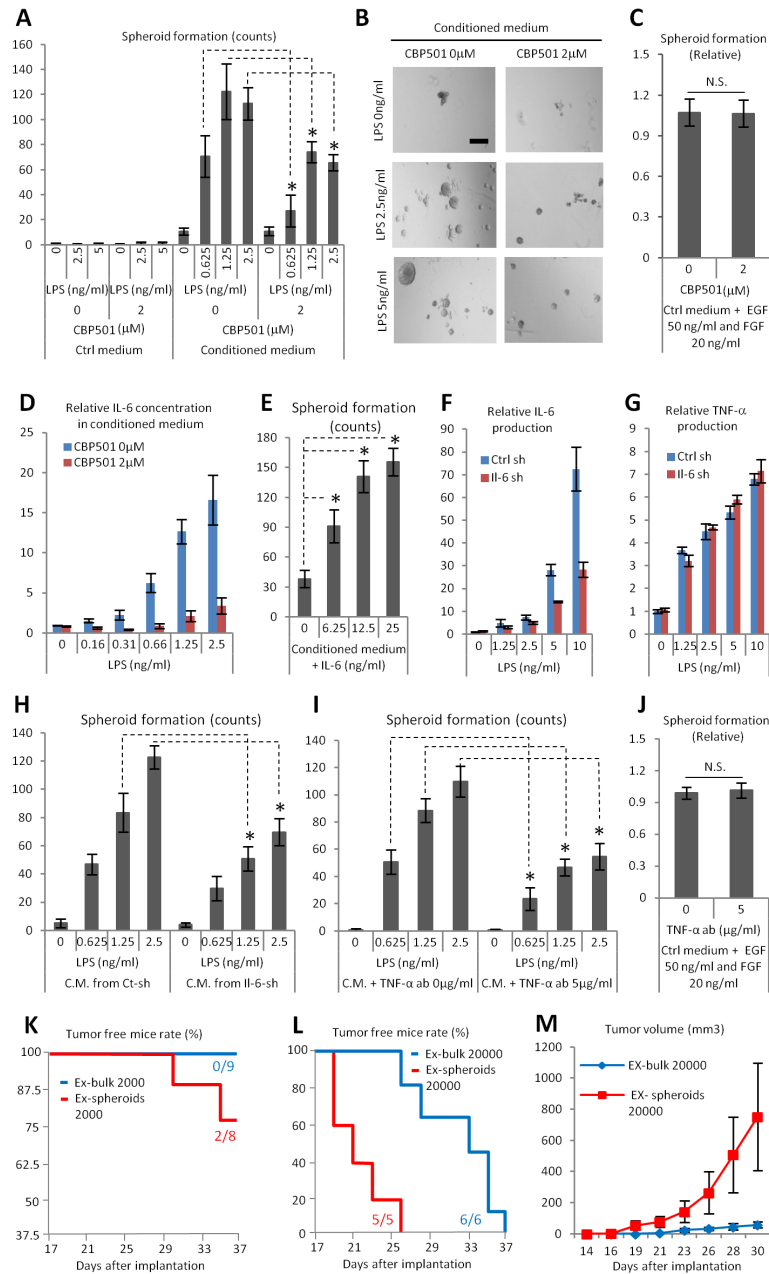 A
Spheroid formation (counts)
160
140
120
100
80
60
40
20
0
*
*
*
0
2.5
5
0
2.5
5
0
0.625
1.25
2.5
0
0.625
1.25
2.5
LPS (ng/ml)
LPS (ng/ml)
LPS (ng/ml)
LPS (ng/ml)
0
2
0
2
CBP501 (μM)
CBP501 (μM)
Ctrl medium
Conditioned medium
B
Conditioned medium
CBP501 0μM
CBP501 2μM
LPS 0ng/ml
LPS 2.5ng/ml
LPS 5ng/ml
C
Spheroid formation
(Relative)
1.5
1.2
0.9
0.6
0.3
0
N.S.
0
2
CBP501(μM)
Ctrl medium + EGF
50 ng/ml and FGF
20 ng/ml
D
Relative IL-6 concentration
in conditioned medium
CBP501 0μM
CBP501 2μM
25
20
15
10
5
0
0
0.16
0.31
0.66
1.25
2.5
LPS (ng/ml)
E
Spheroid formation
(counts)
180
150
120
90
60
30
0
*
*
*
0
6.25
12.5
25
Conditioned medium
+ IL-6 (ng/ml)
F
Relative IL-6
production
Ctrl sh
Il-6 sh
90
80
70
60
50
40
30
20
10
0
0
1.25
2.5
5
10
LPS (ng/ml)
G
Relative TNF-α
production
Ctrl sh
Il-6 sh
9
8
7
6
5
4
3
2
1
0
0
1.25
2.5
5
10
LPS (ng/ml)
H
Spheroid formation (counts)
140
120
100
80
60
40
20
0
*
*
0
0.625
1.25
2.5
0
0.625
1.25
2.5
LPS (ng/ml)
LPS (ng/ml)
C.M. from Ct-sh
C.M. from Il-6-sh
I
Spheroid formation (counts)
140
120
100
80
60
40
20
0
*
*
*
0
0.625
1.25
2.5
0
0.625
1.25
2.5
LPS (ng/ml)
LPS (ng/ml)
C.M. + TNF-α ab 0μg/ml
C.M. + TNF-α ab 5μg/ml
J
Spheroid formation
(Relative)
1.5
1.2
0.9
0.6
0.3
0
N.S.
0
5
TNF-α ab (μg/ml)
Ctrl medium + EGF
50 ng/ml and FGF
20 ng/ml
K
Tumor free mice rate (%)
100
87.5
75
62.5
50
37.5
0/9
Ex-bulk 2000
Ex-spheroids
2000
2/8
17
21
25
29
33
37
Days after implantation
L
Tumor free mice rate (%)
Ex-bulk 20000
Ex-spheroids
20000
100
80
60
40
20
5/5
6/6
17
21
25
29
33
37
Days after implantation
M
Tumor volume (mm3)
1200
1000
800
600
400
200
0
EX-bulk 20000
EX- spheroids
20000
14
16
19
21
23
26
28
30
Days after implantation